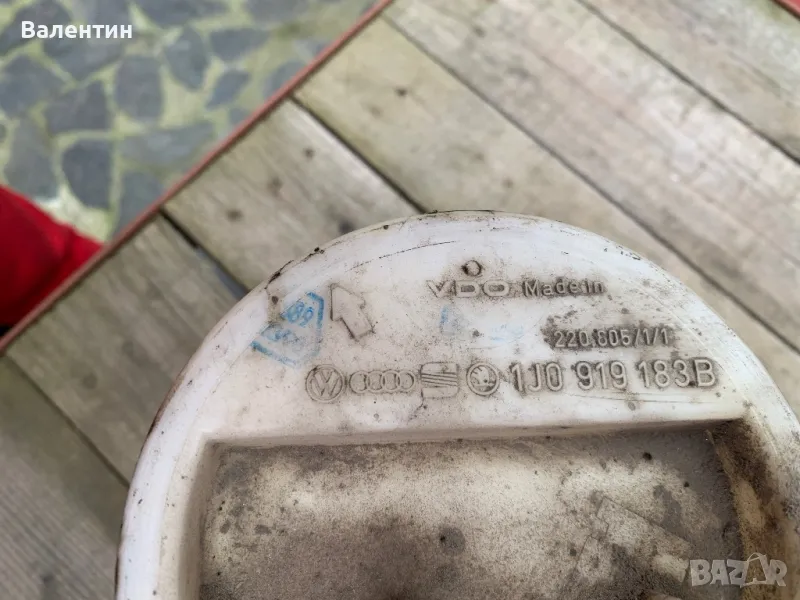 Валентин
VDO Made in
220.805/1/1
1J0 919 183B
BAZAR